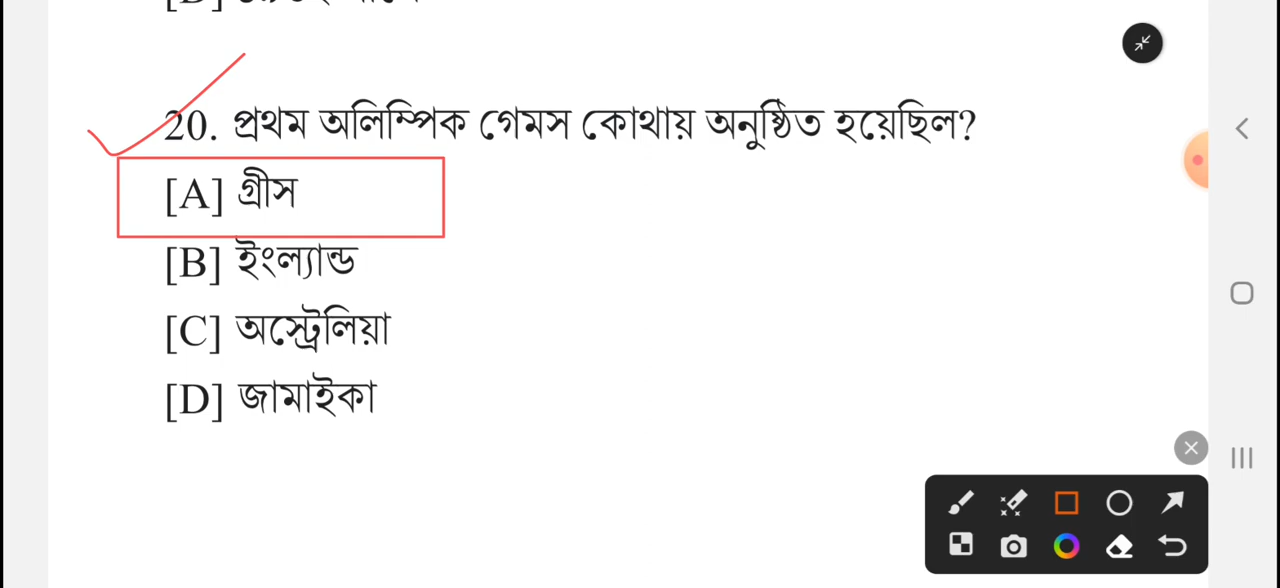 20. প্রথম অলিম্পিক গেমস কোথায় অনুষ্ঠিত হয়েছিল?
[A] গ্রীস
[B] ইংল্যান্ড
[C] অস্ট্রেলিয়া
[D] জামাইকা